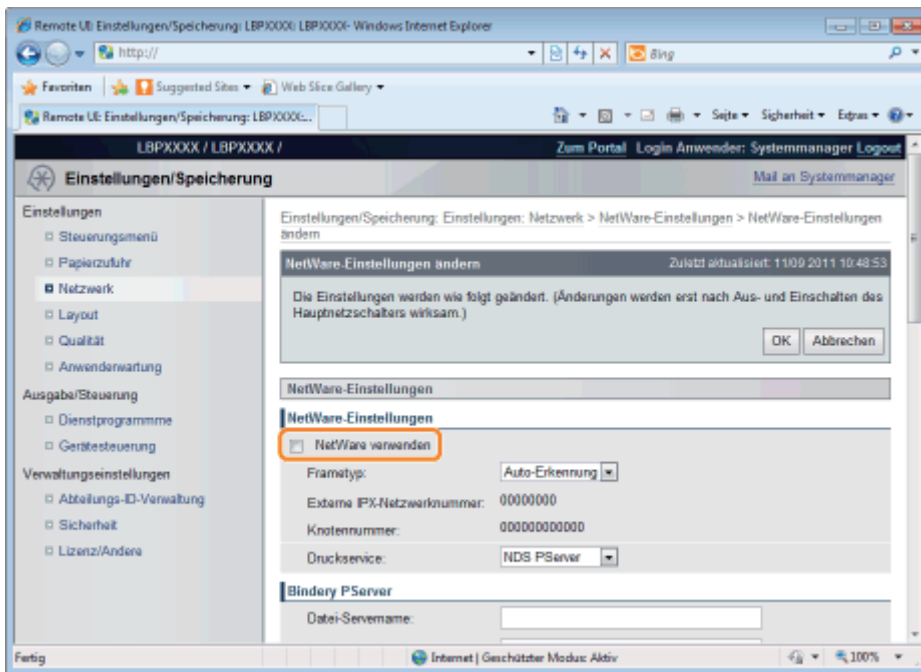 Remote UI: Einstellungen/Speicherung: LBPXXXX: LBPXXXX- Windows Internet Explorer
http://
Bing
Favoriten Suggested Sites Web Slice Gallery
Remote UI: Einstellungen/Speicherung: LBPXXXX:... Seite Sicherheit Extras
LBPXXXX / LBPXXXX / Zum Portal Login Anwender: Systemmanager Logout
Einstellungen/Speicherung Mail an Systemmanager
Einstellungen
Steuerungsmenü
Papierzufuhr
Netzwerk
Layout
Qualität
Anwenderwartung
Ausgabe/Steuerung
Dienstprogrammme
Gerätesteuerung
Verwaltungseinstellungen
Abteilungs-ID-Verwaltung
Sicherheit
Lizenz/Andere
Einstellungen/Speicherung: Einstellungen: Netzwerk > NetWare-Einstellungen > NetWare-Einstellungen
ändern
NetWare-Einstellungen ändern Zuletzt aktualisiert: 11/09 2011 10:48:53
Die Einstellungen werden wie folgt geändert. (Änderungen werden erst nach Aus- und Einschalten des
Hauptnetzschalters wirksam.)
OK Abbrechen
NetWare-Einstellungen
NetWare-Einstellungen
NetWare verwenden
Frametyp: Auto-Erkennung
Externe IPX-Netzwerknummer: 00000000
Knotennummer: 000000000000
Druckservice: NDS PServer
Bindery PServer
Datei-Servername:
Fertig Internet | Geschützter Modus: Aktiv 100%